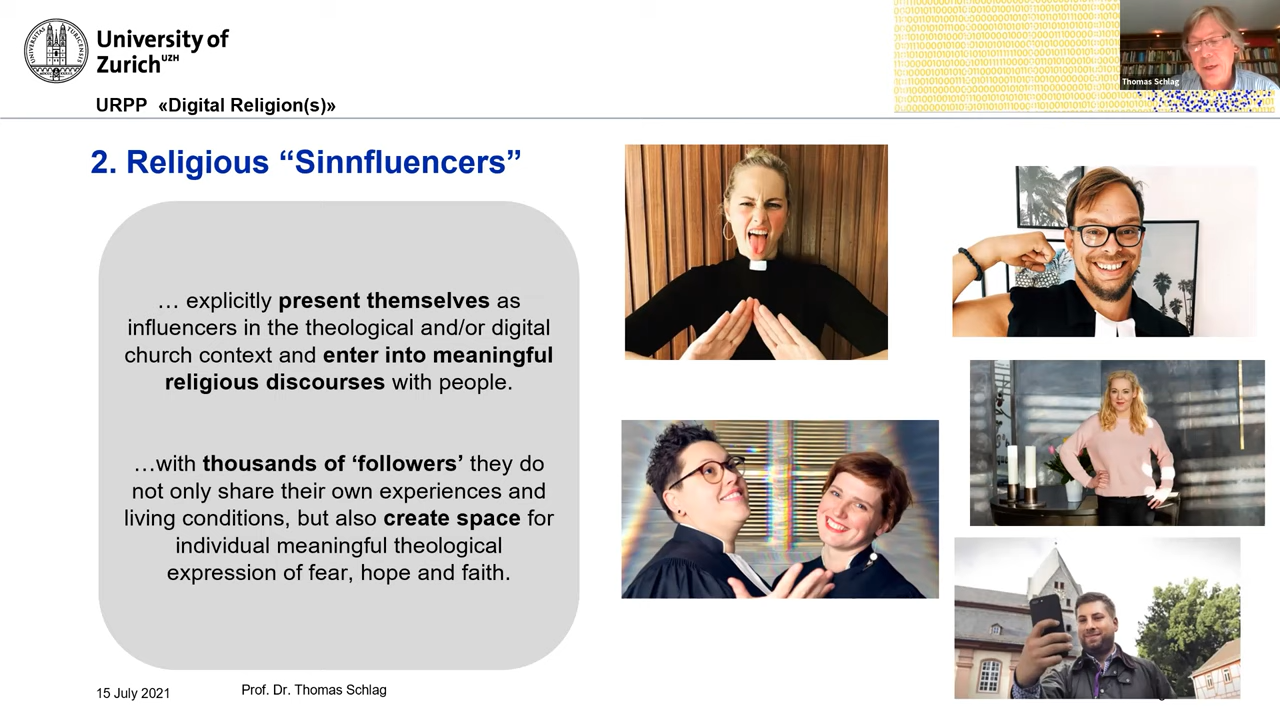 University of
Zurich UZH
URPP «Digital Religion(s)»
Thomas Schlag
2. Religious “Sinnfluencers”
… explicitly present themselves as
influencers in the theological and/or digital
church context and enter into meaningful
religious discourses with people.
…with thousands of ‘followers’ they do
not only share their own experiences and
living conditions, but also create space for
individual meaningful theological
expression of fear, hope and faith.
15 July 2021
Prof. Dr. Thomas Schlag